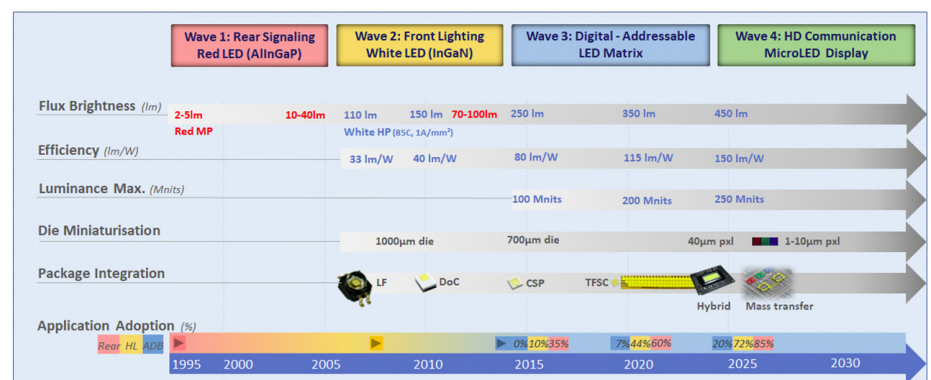 Wave 1: Rear Signaling
Red LED (AlInGaP)
Wave 2: Front Lighting
White LED (InGaN)
Wave 3: Digital - Addressable
LED Matrix
Wave 4: HD Communication
MicroLED Display
Flux Brightness (lm)
2-5lm 10-40lm 110 lm 150 lm 70-100lm 250 lm 350 lm 450 lm
Red MP White HP (85C, 1A/mm²)
Efficiency (lm/W)
33 lm/W 40 lm/W 80 lm/W 115 lm/W 150 lm/W
Luminance Max. (Mnits)
100 Mnits 200 Mnits 250 Mnits
Die Miniaturisation
1000µm die 700µm die 40µm pxl 1-10µm pxl
Package Integration
LF DoC CSP TFSC
Hybrid Mass transfer
Application Adoption (%)
Rear HL ADB 0% 10% 35% 7% 44% 60% 20% 72% 85%
1995 2000 2005 2010 2015 2020 2025 2030